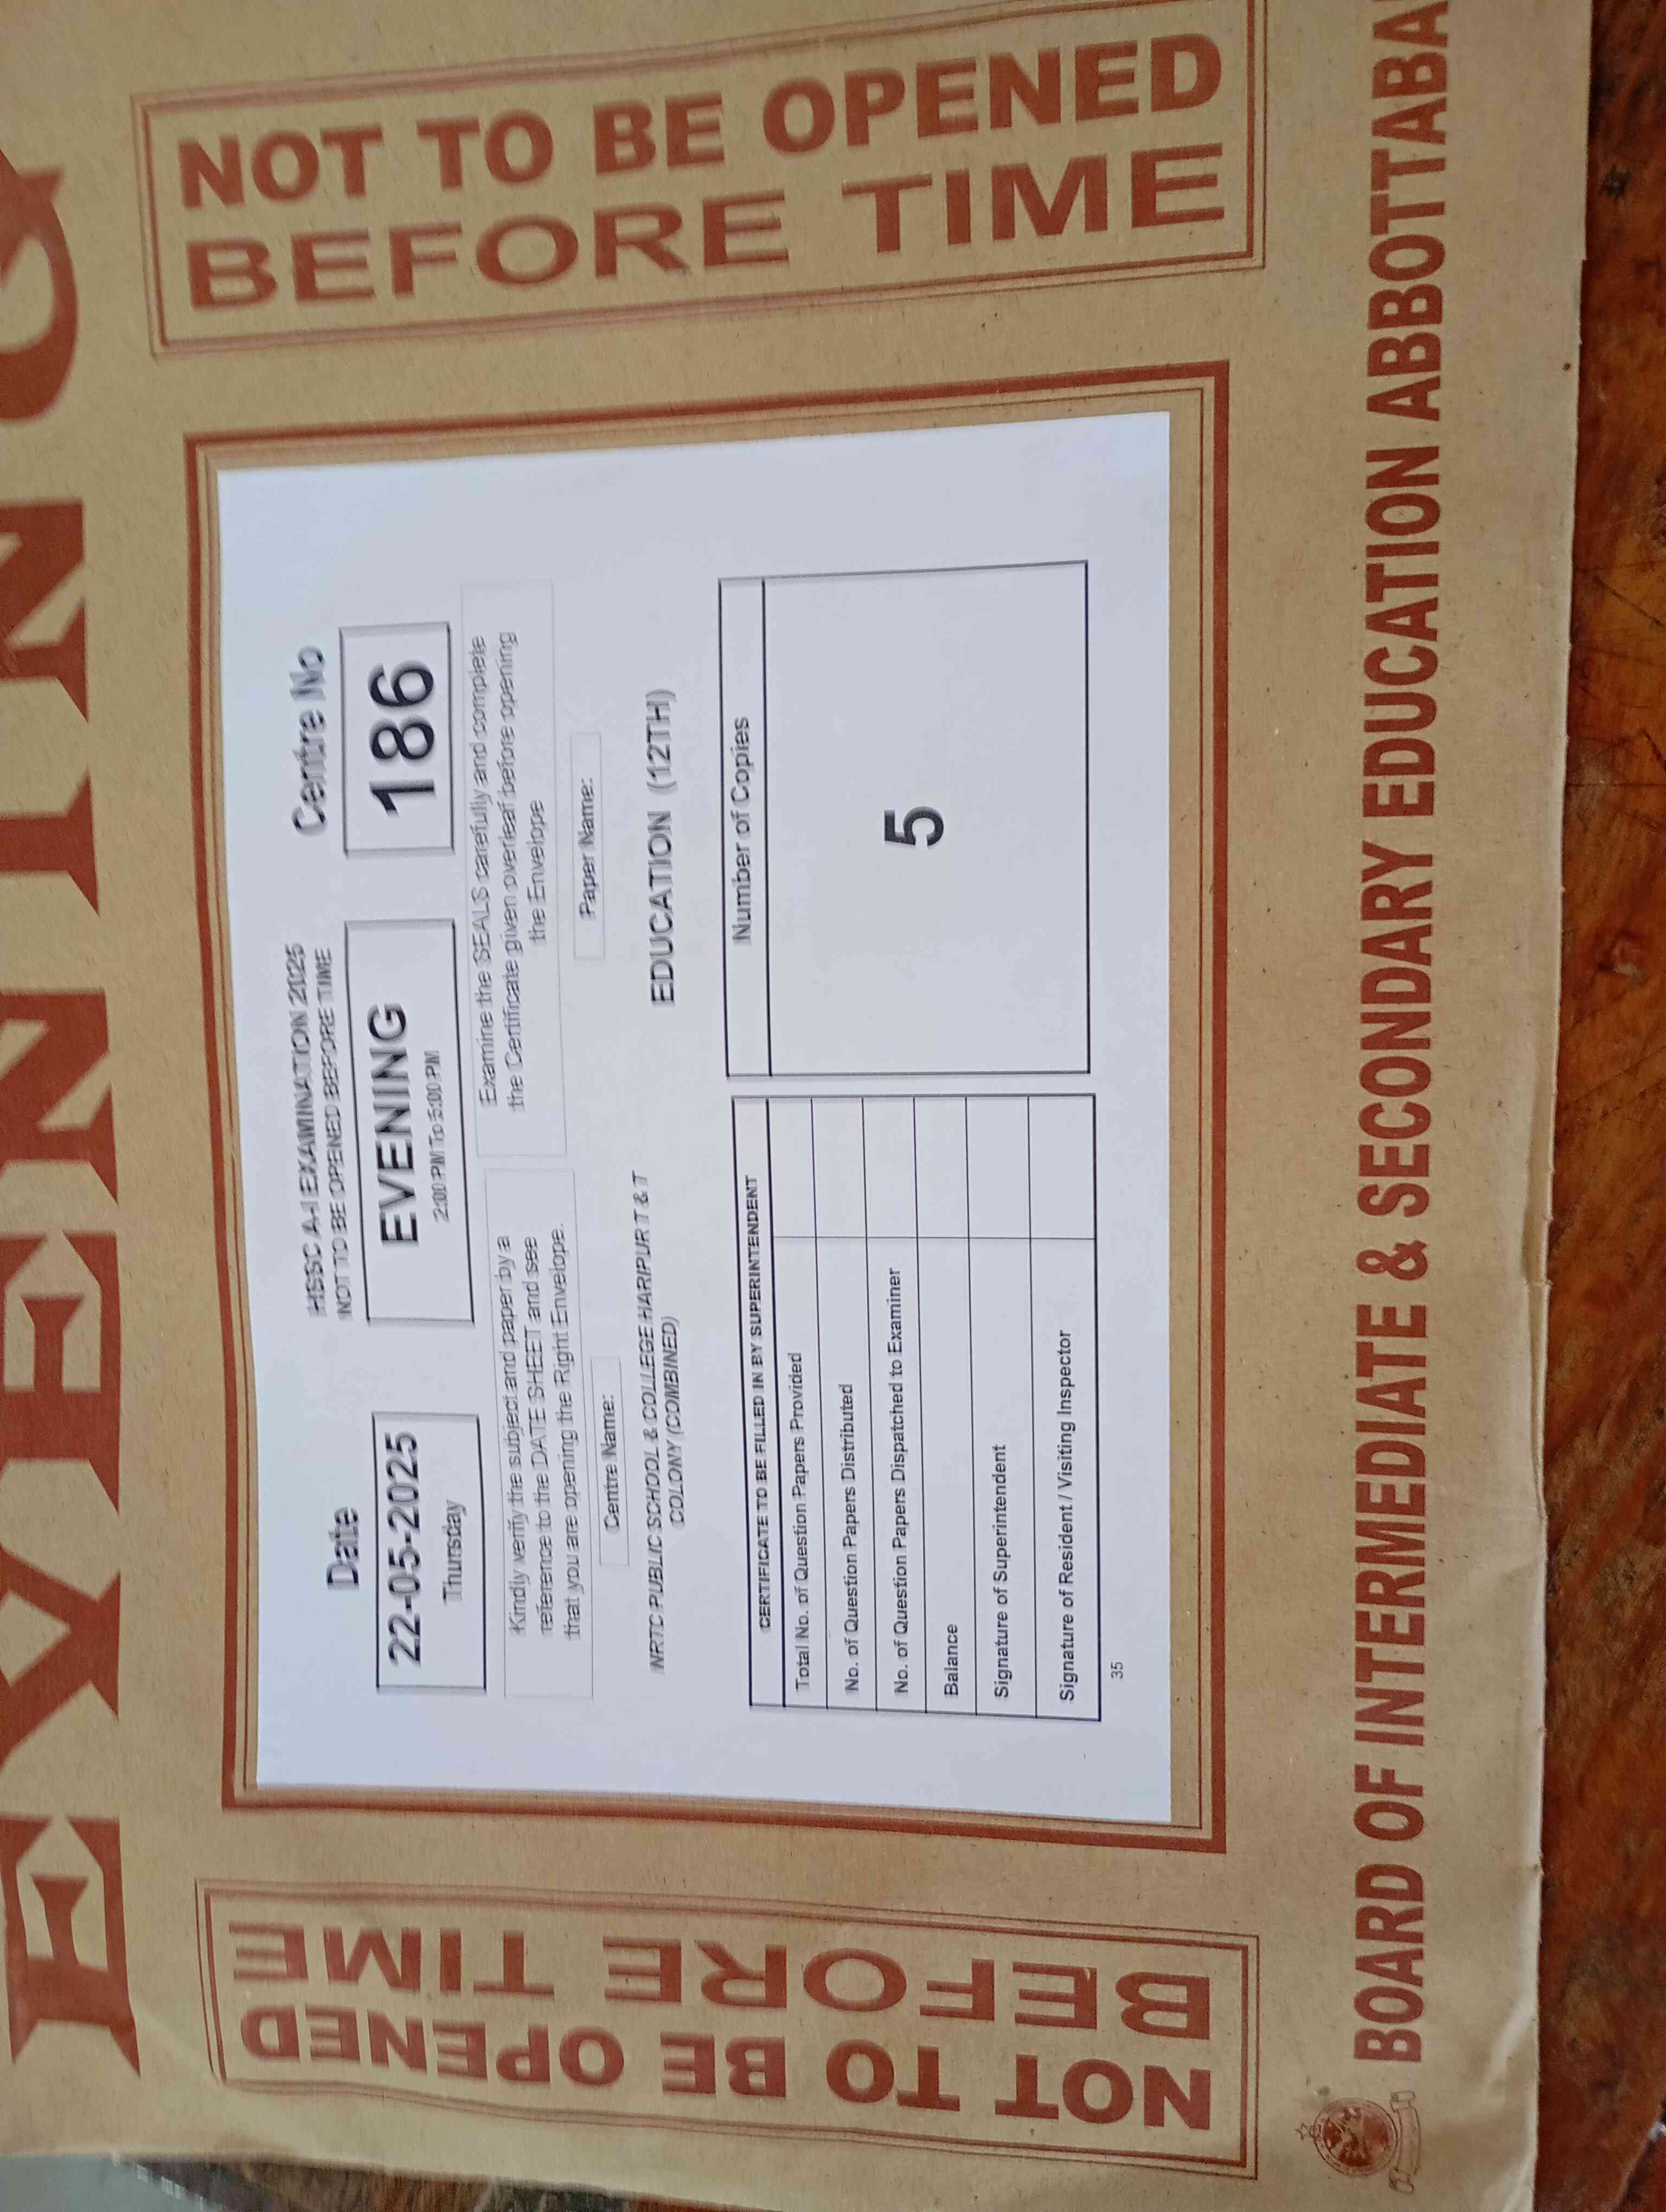 EVENING
NOT TO BE OPENED
BEFORE TIME
NOT TO BE OPENED
BEFORE TIME
Date
22-05-2025
Thursday
HSSC A-I EXAMINATION 2025
NOT TO BE OPENED BEFORE TIME
EVENING
2:00 PM To 5:00 PM
Centre No
186
Kindly verify the subject and paper by a
reference to the DATE SHEET and see
that you are opening the Right Envelope.
Examine the SEALS carefully and complete
the Certificate given overleaf before opening
the Envelope
Centre Name:
NRTC PUBLIC SCHOOL & COLLEGE HARIPUR T & T
COLONY (COMBINED)
Paper Name:
EDUCATION (12TH)
CERTIFICATE TO BE FILLED IN BY SUPERINTENDENT
Total No. of Question Papers Provided
No. of Question Papers Distributed
No. of Question Papers Dispatched to Examiner
Balance
Signature of Superintendent
Signature of Resident / Visiting Inspector
35
Number of Copies
5
BOARD OF INTERMEDIATE & SECONDARY EDUCATION ABBOTTABA